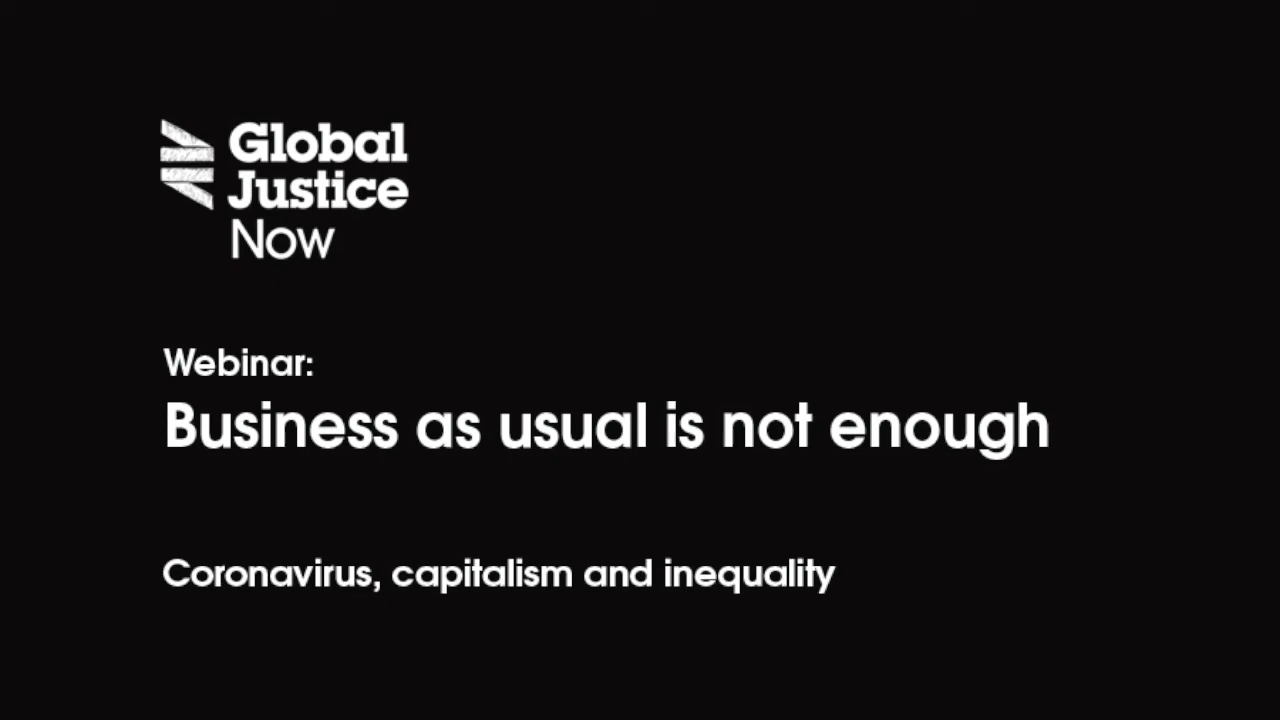 Global
Justice
Now
Webinar:
Business as usual is not enough
Coronavirus, capitalism and inequality